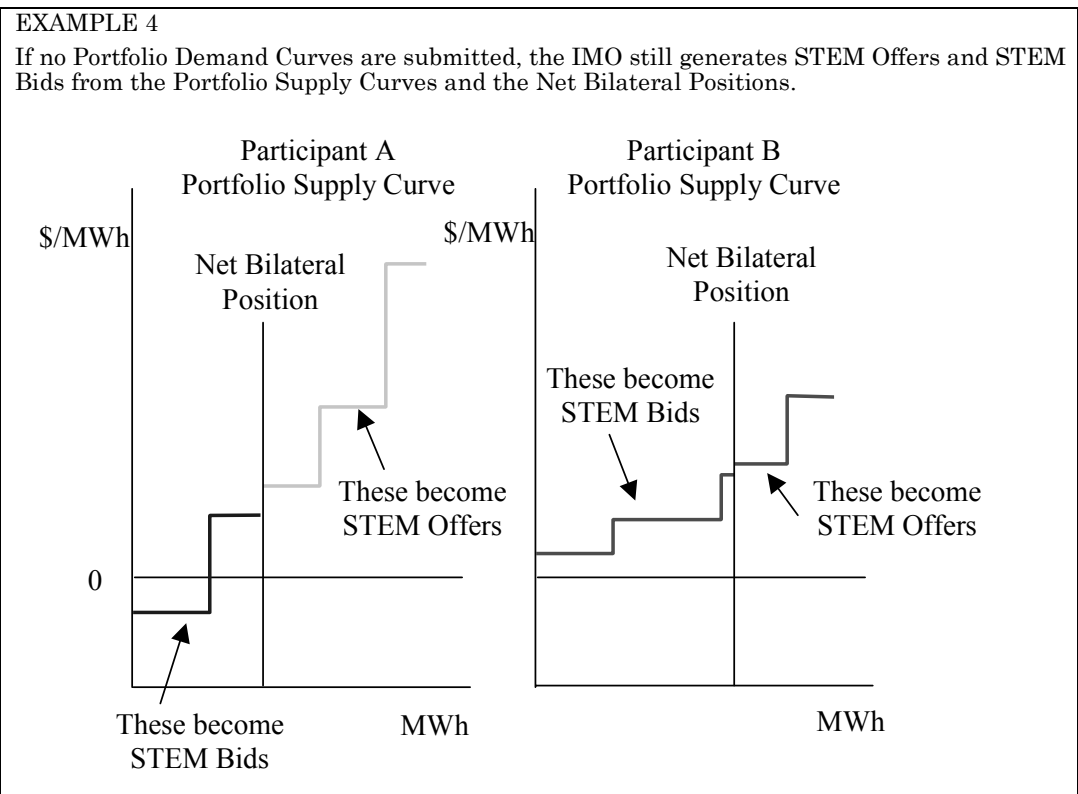 EXAMPLE 4
If no Portfolio Demand Curves are submitted, the IMO still generates STEM Offers and STEM
Bids from the Portfolio Supply Curves and the Net Bilateral Positions.
Participant A
Portfolio Supply Curve
Participant B
Portfolio Supply Curve
$/MWh
$/MWh
Net Bilateral
Position
Net Bilateral
Position
These become
STEM Bids
These become
STEM Offers
These become
STEM Offers
0
These become
STEM Bids
MWh
MWh